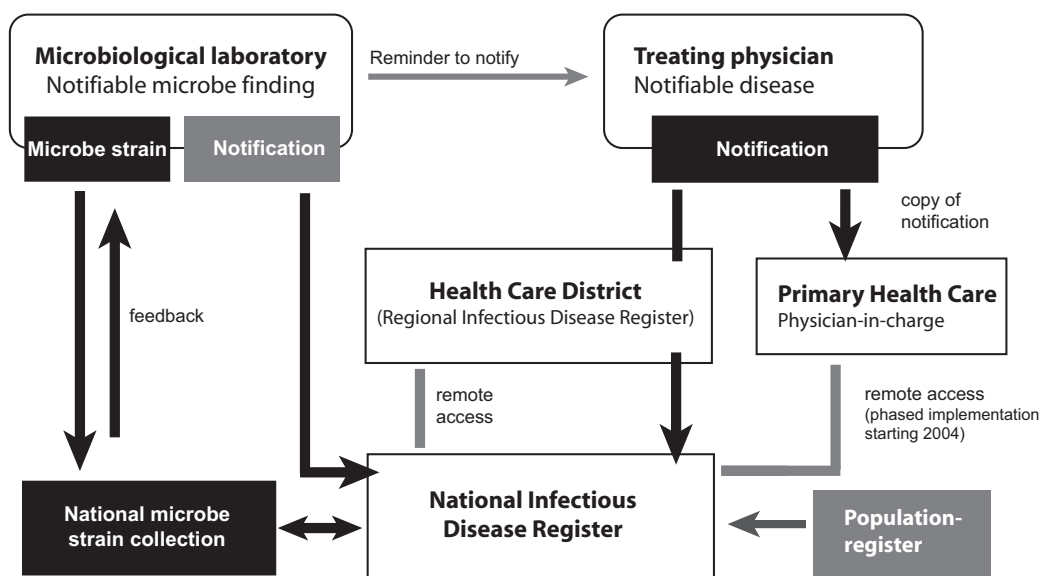 Microbiological laboratory
Notifiable microbe finding
Microbe strain
Notification
Reminder to notify
Treating physician
Notifiable disease
Notification
copy of
notification
Health Care District
(Regional Infectious Disease Register)
Primary Health Care
Physician-in-charge
feedback
remote
access
remote access
(phased implementation
starting 2004)
National microbe
strain collection
National Infectious
Disease Register
Population-
register